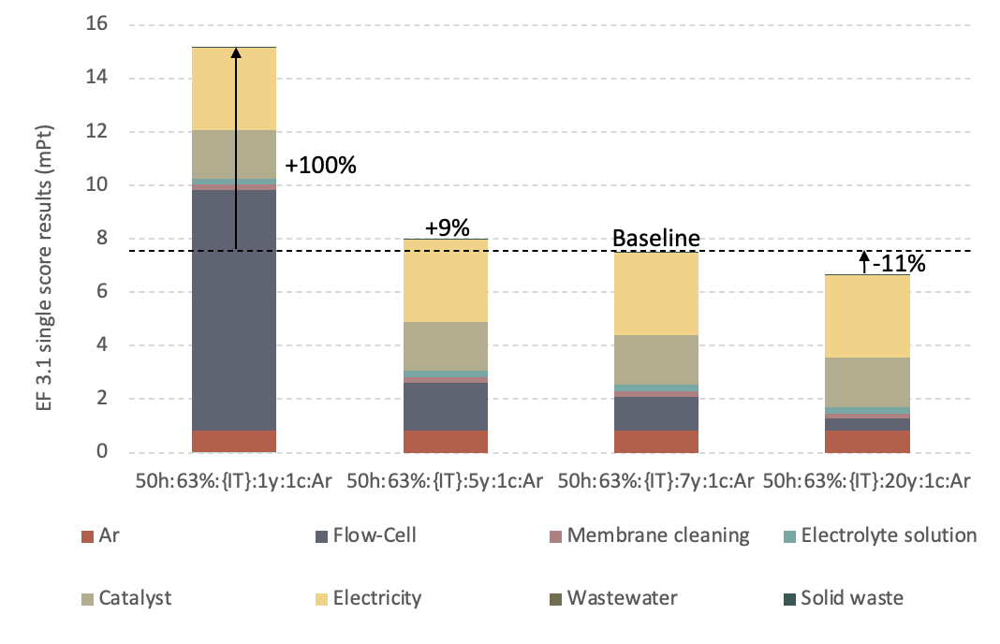 16
14
12
10
8
6
4
2
0
EF 3.1 single score results (mPt)
+100%
+9%
Baseline
-11%
50h:63%:{IT}:1y:1c:Ar 50h:63%:{IT}:5y:1c:Ar 50h:63%:{IT}:7y:1c:Ar 50h:63%:{IT}:20y:1c:Ar
Ar Flow-Cell Membrane cleaning Electrolyte solution
Catalyst Electricity Wastewater Solid waste